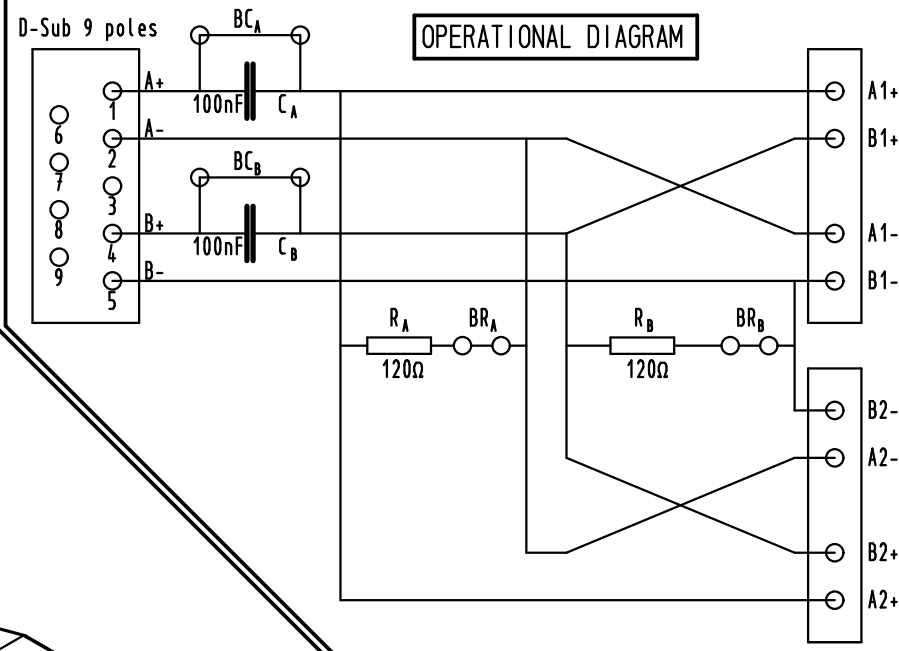 D-Sub 9 poles
BC_A
OPERATIONAL DIAGRAM
A+
100nF
C_A
A1+
1
6
A-
B1+
2
BC_B
7
3
B+
100nF
C_B
A1-
8
4
B-
B1-
9
5
R_A
BR_A
R_B
BR_B
120Ω
120Ω
B2-
A2-
B2+
A2+